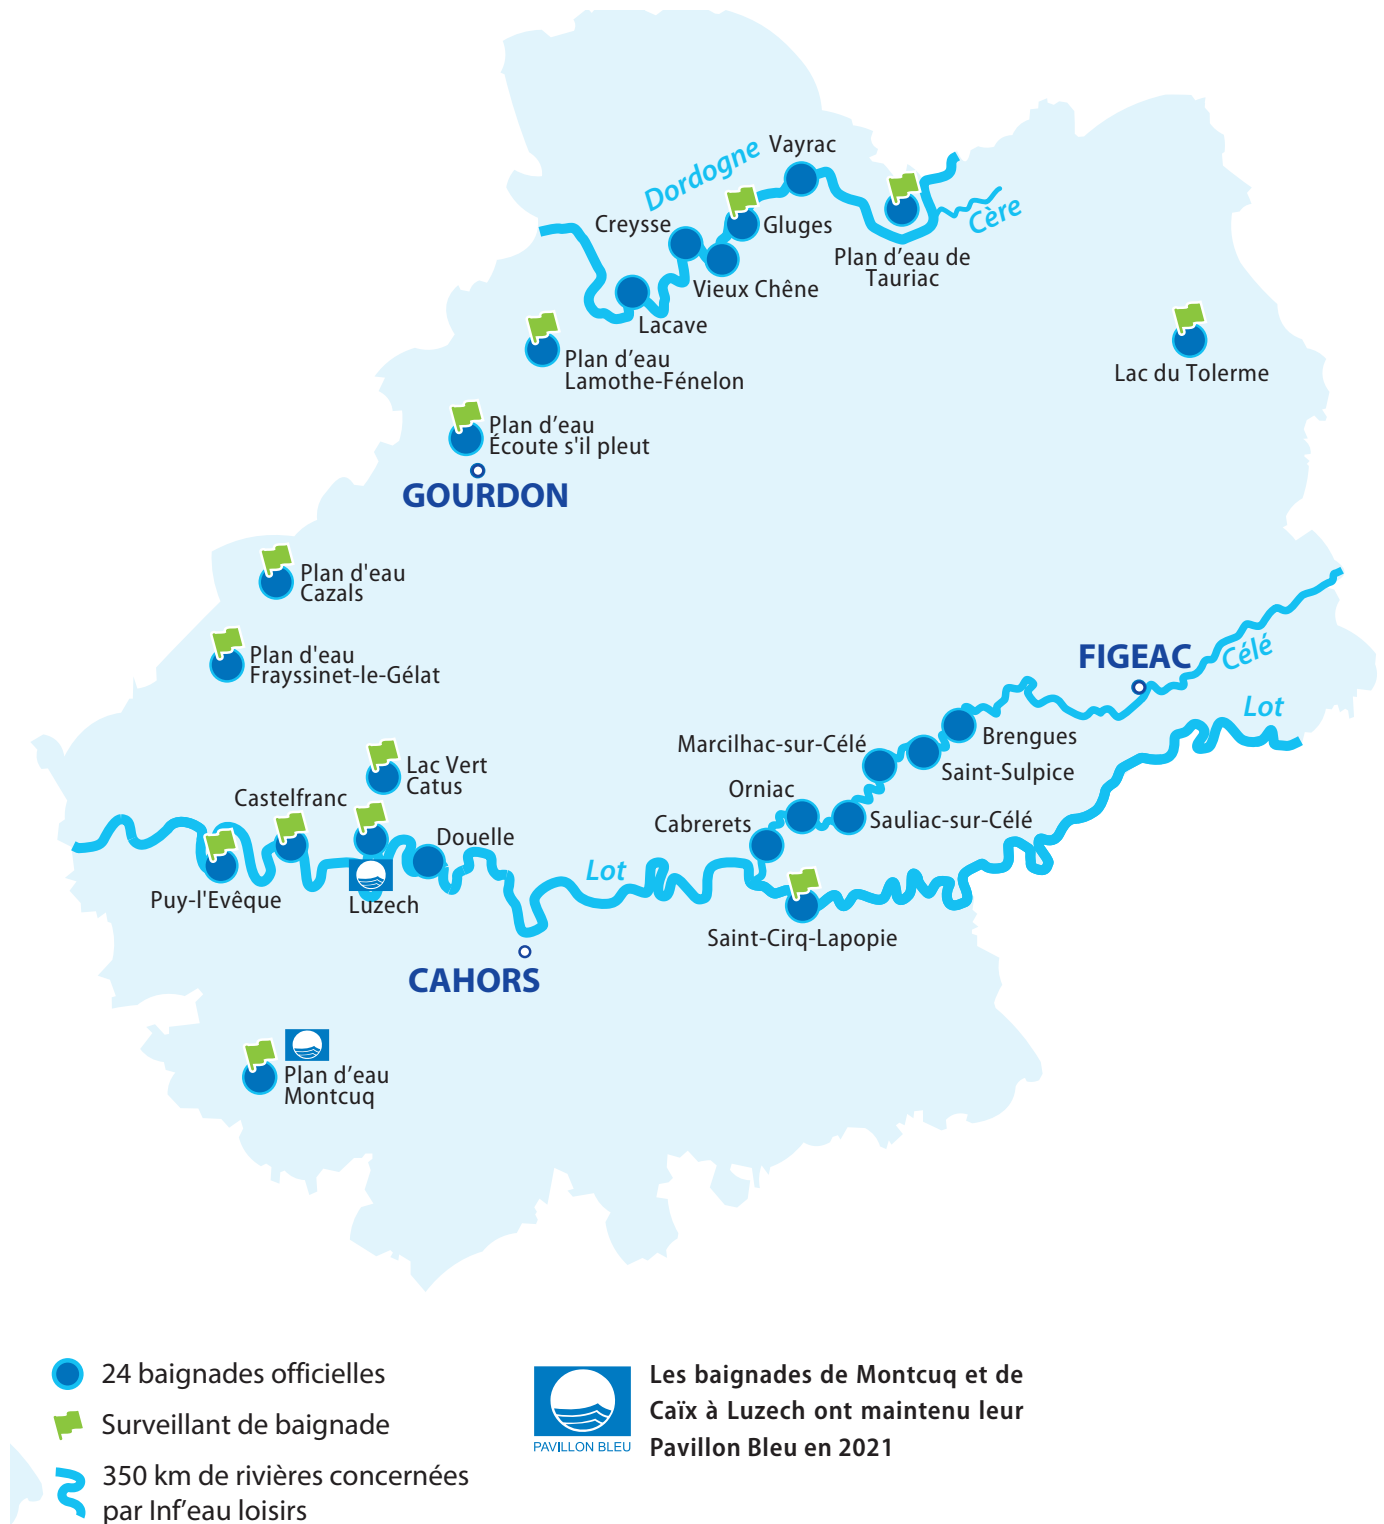 Vayrac
Dordogne
Creysse
Gluges
Cère
Plan d'eau de
Tauriac
Vieux Chêne
Lacave
Plan d'eau
Lamothe-Fénelon
Lac du Tolerme
Plan d'eau
Écoute s'il pleut
GOURDON
Plan d'eau
Cazals
Plan d'eau
Frayssinet-le-Gélat
FIGEAC
Célé
Lot
Brengues
Marcilhac-sur-Célé
Saint-Sulpice
Lac Vert
Catus
Orniac
Castelfranc
Sauliac-sur-Célé
Cabrerets
Douelle
Lot
Puy-l'Evêque
Luzech
Saint-Cirq-Lapopie
CAHORS
Plan d'eau
Montcuq
24 baignades officielles
Surveillant de baignade
350 km de rivières concernées
par Inf'eau loisirs
PAVILLON BLEU
Les baignades de Montcuq et de
Caïx à Luzech ont maintenu leur
Pavillon Bleu en 2021